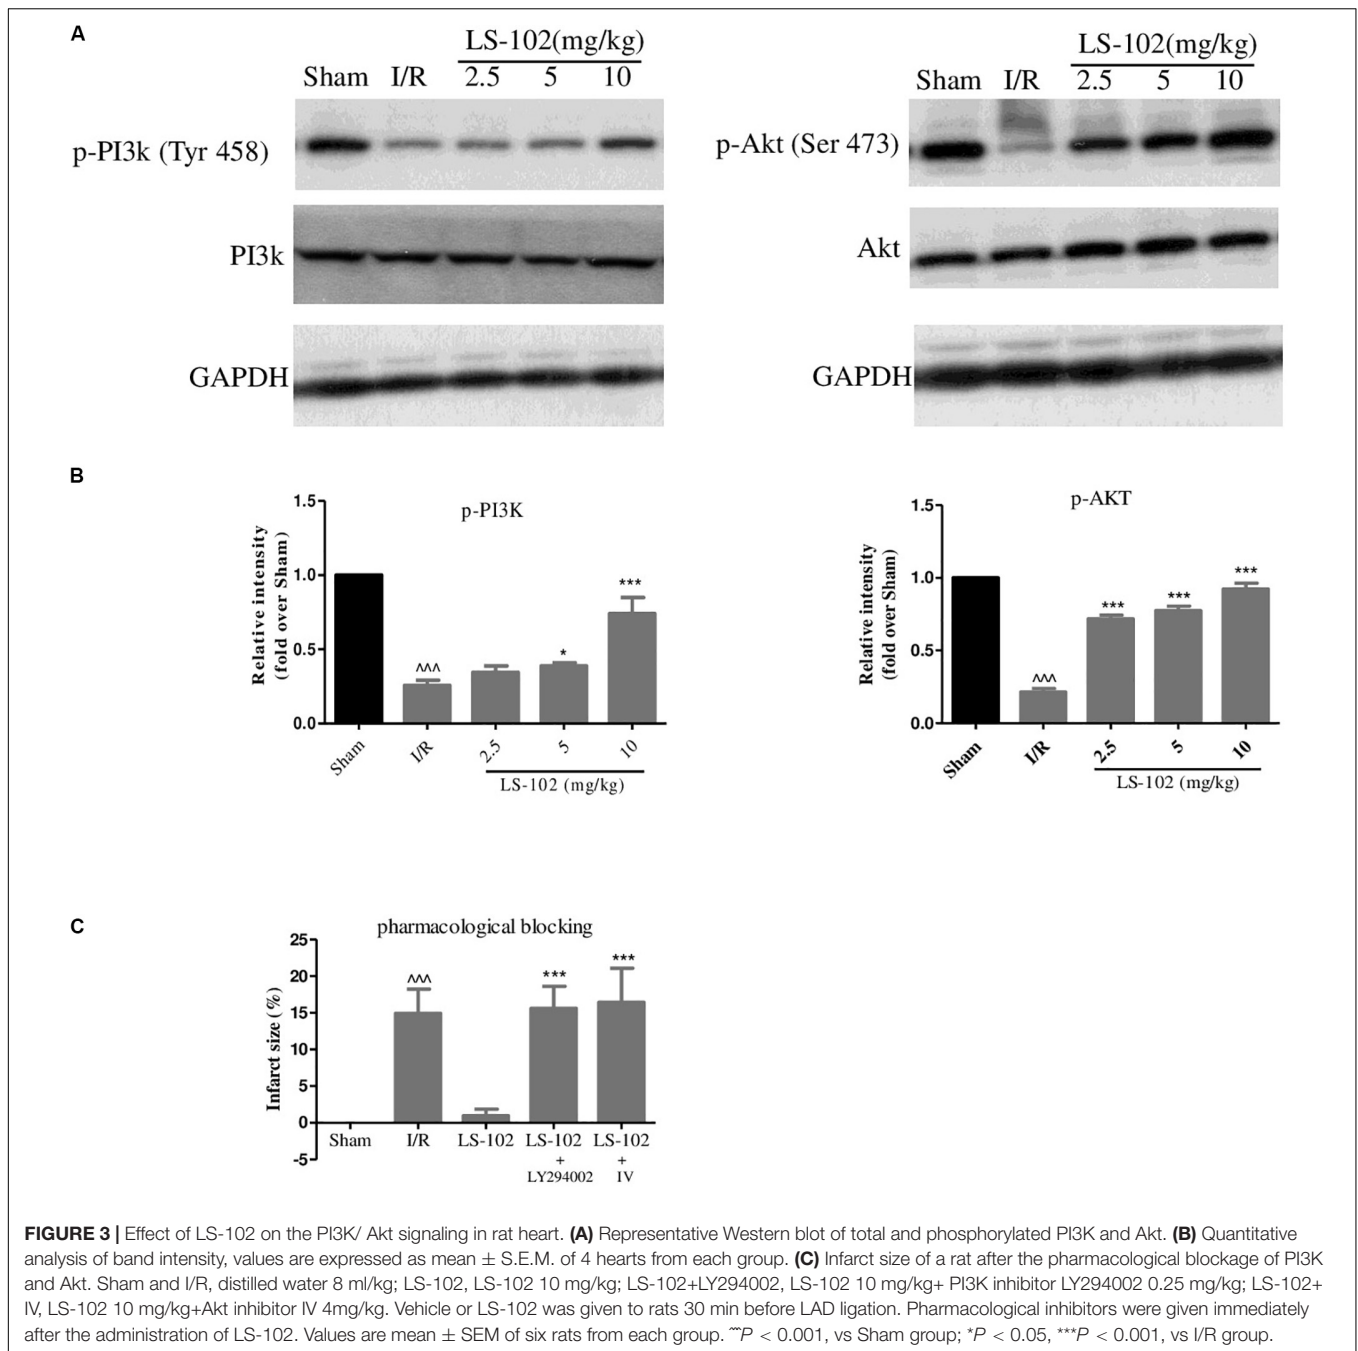 A
LS-102(mg/kg)
Sham I/R 2.5 5 10
p-PI3k (Tyr 458)
PI3k
GAPDH
LS-102(mg/kg)
Sham I/R 2.5 5 10
p-Akt (Ser 473)
Akt
GAPDH
B
p-PI3K
Relative intensity
(fold over Sham)
1.5
1.0
0.5
0.0
^^^
*
***
Sham I/R 2.5 5 10
LS-102 (mg/kg)
p-AKT
Relative intensity
(fold over Sham)
1.5
1.0
0.5
0.0
^^^
***
***
***
Sham I/R 2.5 5 10
LS-102 (mg/kg)
C
pharmacological blocking
Infarct size (%)
25
20
15
10
5
0
-5
^^^
***
***
Sham I/R LS-102 LS-102 LS-102
+ +
LY294002 IV
FIGURE 3 | Effect of LS-102 on the PI3K/ Akt signaling in rat heart. (A) Representative Western blot of total and phosphorylated PI3K and Akt. (B) Quantitative
analysis of band intensity, values are expressed as mean ± S.E.M. of 4 hearts from each group. (C) Infarct size of a rat after the pharmacological blockage of PI3K
and Akt. Sham and I/R, distilled water 8 ml/kg; LS-102, LS-102 10 mg/kg; LS-102+LY294002, LS-102 10 mg/kg+ PI3K inhibitor LY294002 0.25 mg/kg; LS-102+
IV, LS-102 10 mg/kg+Akt inhibitor IV 4mg/kg. Vehicle or LS-102 was given to rats 30 min before LAD ligation. Pharmacological inhibitors were given immediately
after the administration of LS-102. Values are mean ± SEM of six rats from each group. ˜˜˜P < 0.001, vs Sham group; *P < 0.05, ***P < 0.001, vs I/R group.